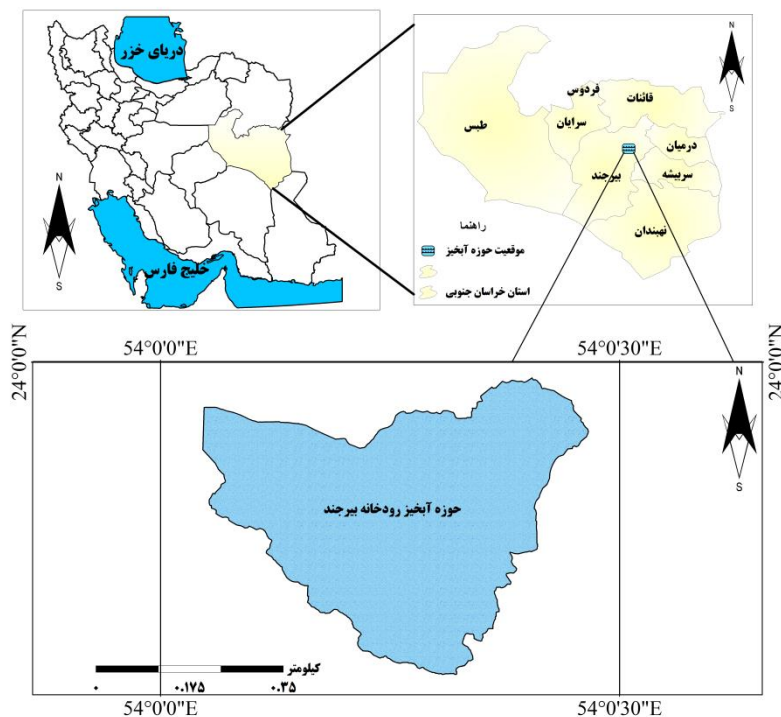 دریای خزر
خلیج فارس
N
S
N
S
فردوس
قائنات
سرایان
طبس
درمیان
سربیشه
بیرجند
نهبندان
راهنما
موقعیت حوزه آبخیز
استان خراسان جنوبی
54°0'0"E
54°0'30"E
24°0'0"N
24°0'0"N
N
S
حوزه آبخیز رودخانه بیرجند
کیلومتر
۰ ۰.۱۷۵ ۰.۳۵
54°0'0"E
54°0'30"E